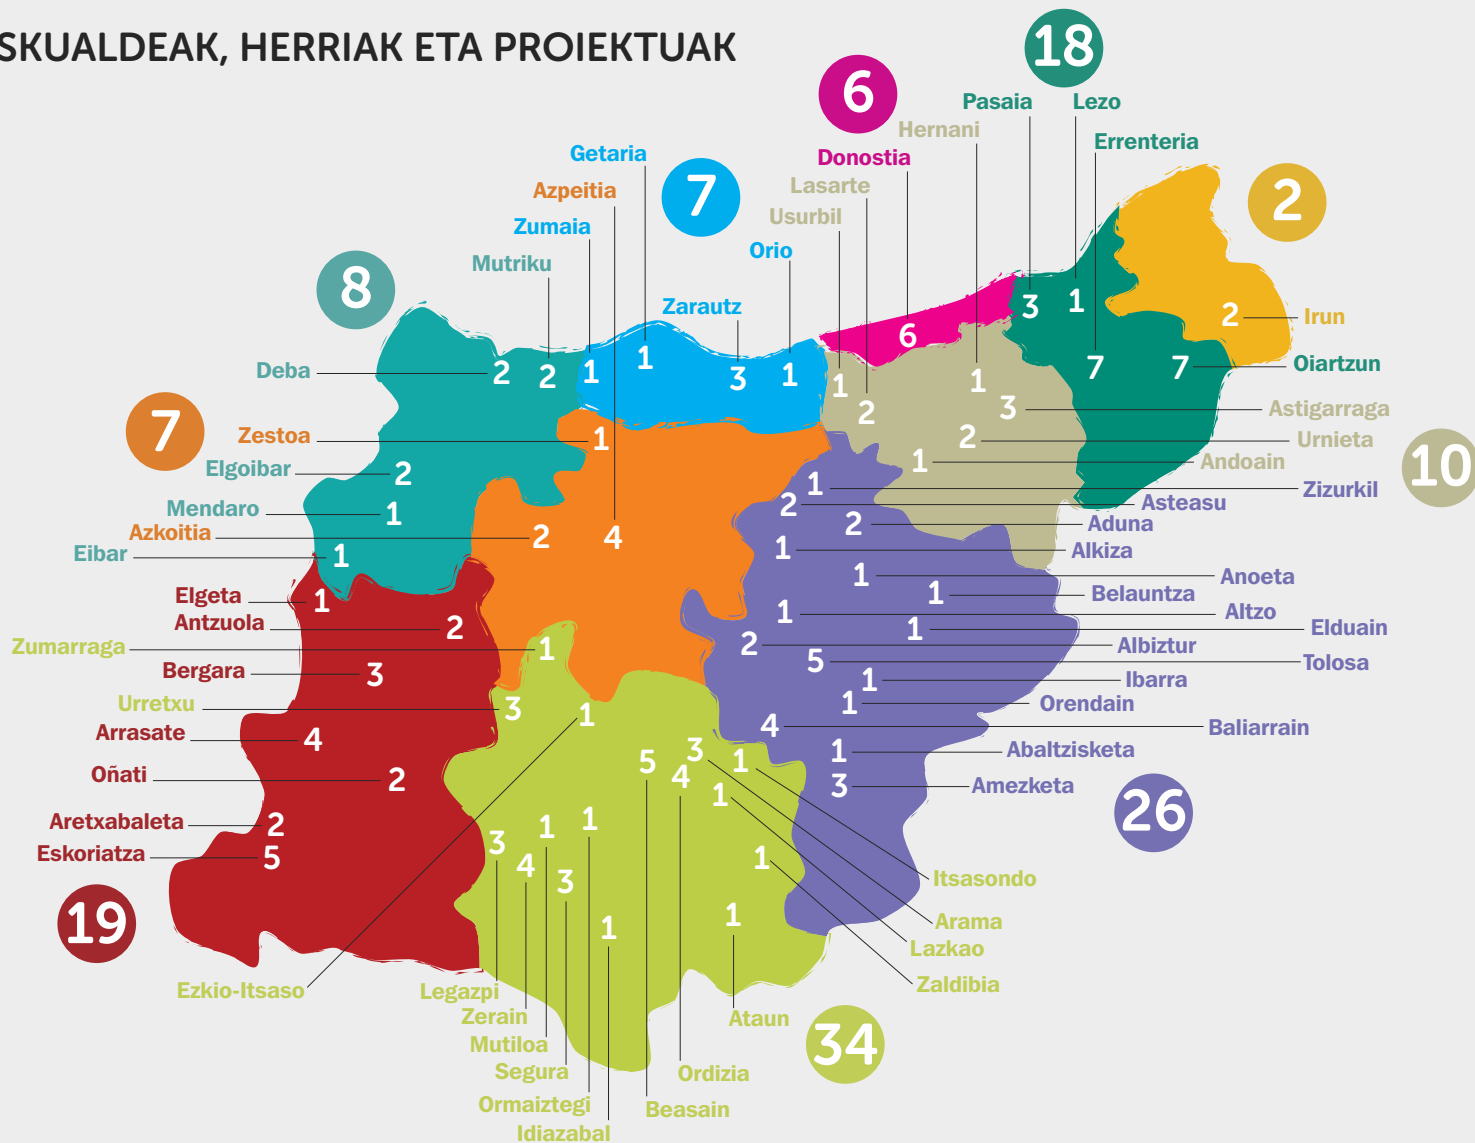 SKUALDEAK, HERRIAK ETA PROIEKTUAK
18
6
Pasaia
Lezo
Hernani
Errenteria
Getaria
Donostia
7
Azpeitia
Lasarte
2
Zumaia
Usurbil
Orio
Mutriku
8
Zarautz
3
1
2
Irun
6
Deba
2
2
1
1
3
1
1
2
1
3
7
7
Oiartzun
Astigarraga
7
Zestoa
1
2
Urnieta
Elgoibar
2
1
Andoain
10
1
Zizurkil
Mendaro
1
2
Asteasu
Azkoitia
2
4
2
Aduna
Eibar
1
1
Alkiza
1
Anoeta
Elgeta
1
1
Belauntza
Antzuola
2
1
Altzo
1
Elduain
Zumarraga
1
2
Albiztur
5
Tolosa
Bergara
3
1
Ibarra
Urretxu
3
1
Orendain
1
4
Baliarrain
Arrasate
4
1
Abaltzisketa
Oñati
2
5
4
3
1
1
3
Amezketa
26
Aretxabaleta
2
1
1
Eskoriatza
5
3
4
3
1
Itsasondo
19
1
1
Arama
Lazkao
Zaldibia
Ezkio-Itsaso
Legazpi
Zerain
Ataun
34
Mutiloa
Segura
Ordizia
Ormaiztegi
Beasain
Idiazabal